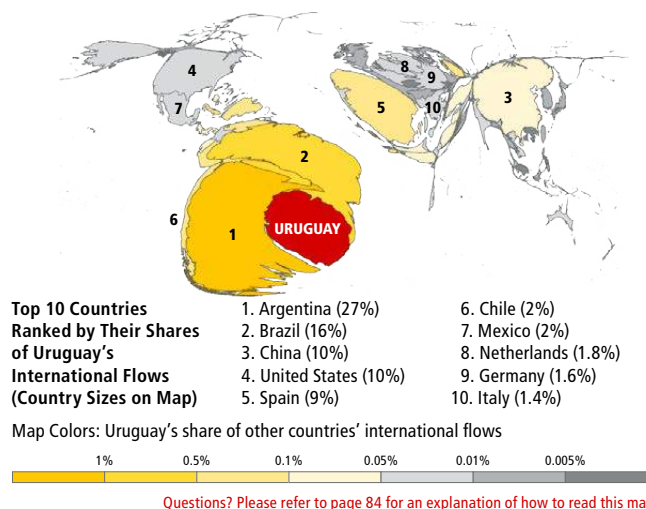 4
8
9
7
5
10
3
2
6
1
URUGUAY
Top 10 Countries
Ranked by Their Shares
of Uruguay's
International Flows
(Country Sizes on Map)
1. Argentina (27%)
2. Brazil (16%)
3. China (10%)
4. United States (10%)
5. Spain (9%)
6. Chile (2%)
7. Mexico (2%)
8. Netherlands (1.8%)
9. Germany (1.6%)
10. Italy (1.4%)
Map Colors: Uruguay's share of other countries' international flows
1% 0.5% 0.1% 0.05% 0.01% 0.005%
Questions? Please refer to page 84 for an explanation of how to read this ma